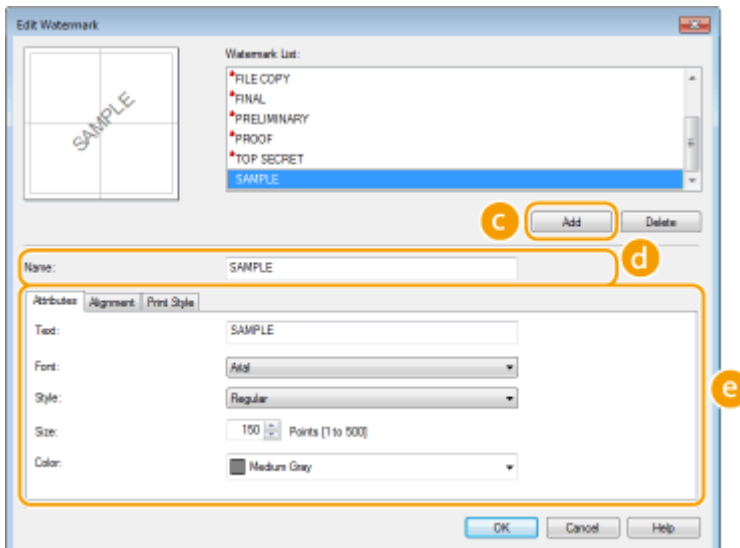 Edit Watermark
Watermark List:
SAMPLE
*FILE COPY
*FINAL
*PRELIMINARY
*PROOF
*TOP SECRET
SAMPLE
c Add Delete
d
Name: SAMPLE
Attributes Alignment Print Style
Text: SAMPLE
Font: Arial
e
Style: Regular
Size: 150 Points [1 to 500]
Color: Medium Gray
OK Cancel Help